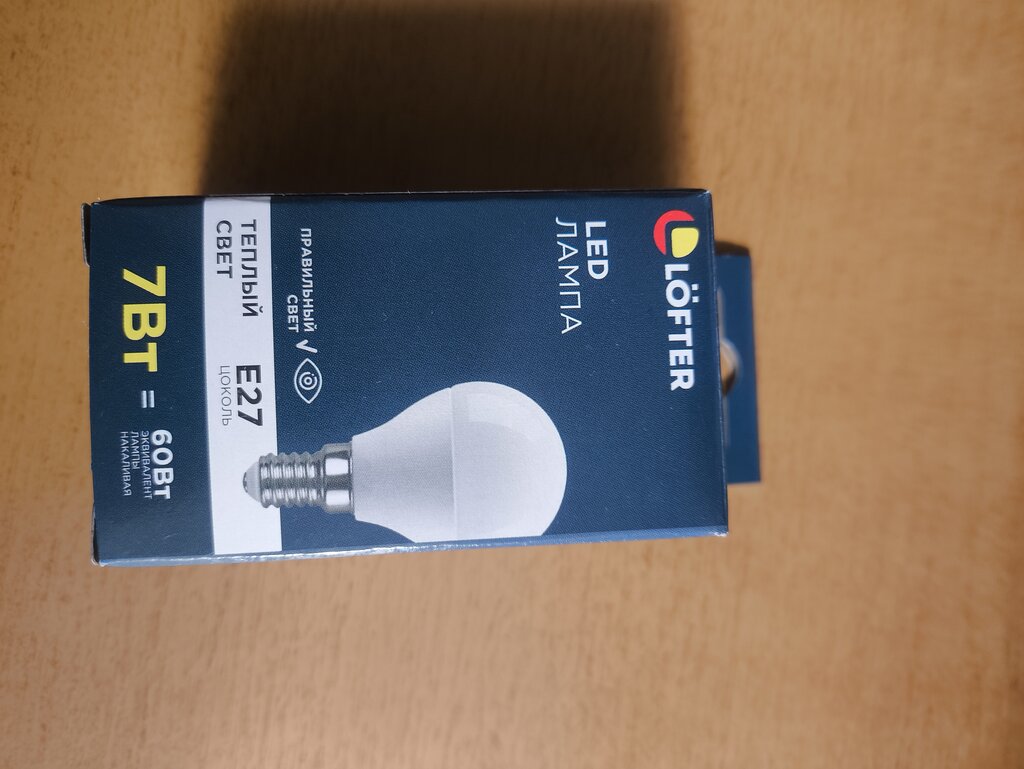 LÖFTER
LED
ЛАМПА
ПРАВИЛЬНЫЙ
СВЕТ
ТЕПЛЫЙ
СВЕТ
E27
ЦОКОЛЬ
7Вт = 60Вт
ЭКВИВАЛЕНТ
ЛАМПЫ
НАКАЛИВАЯ